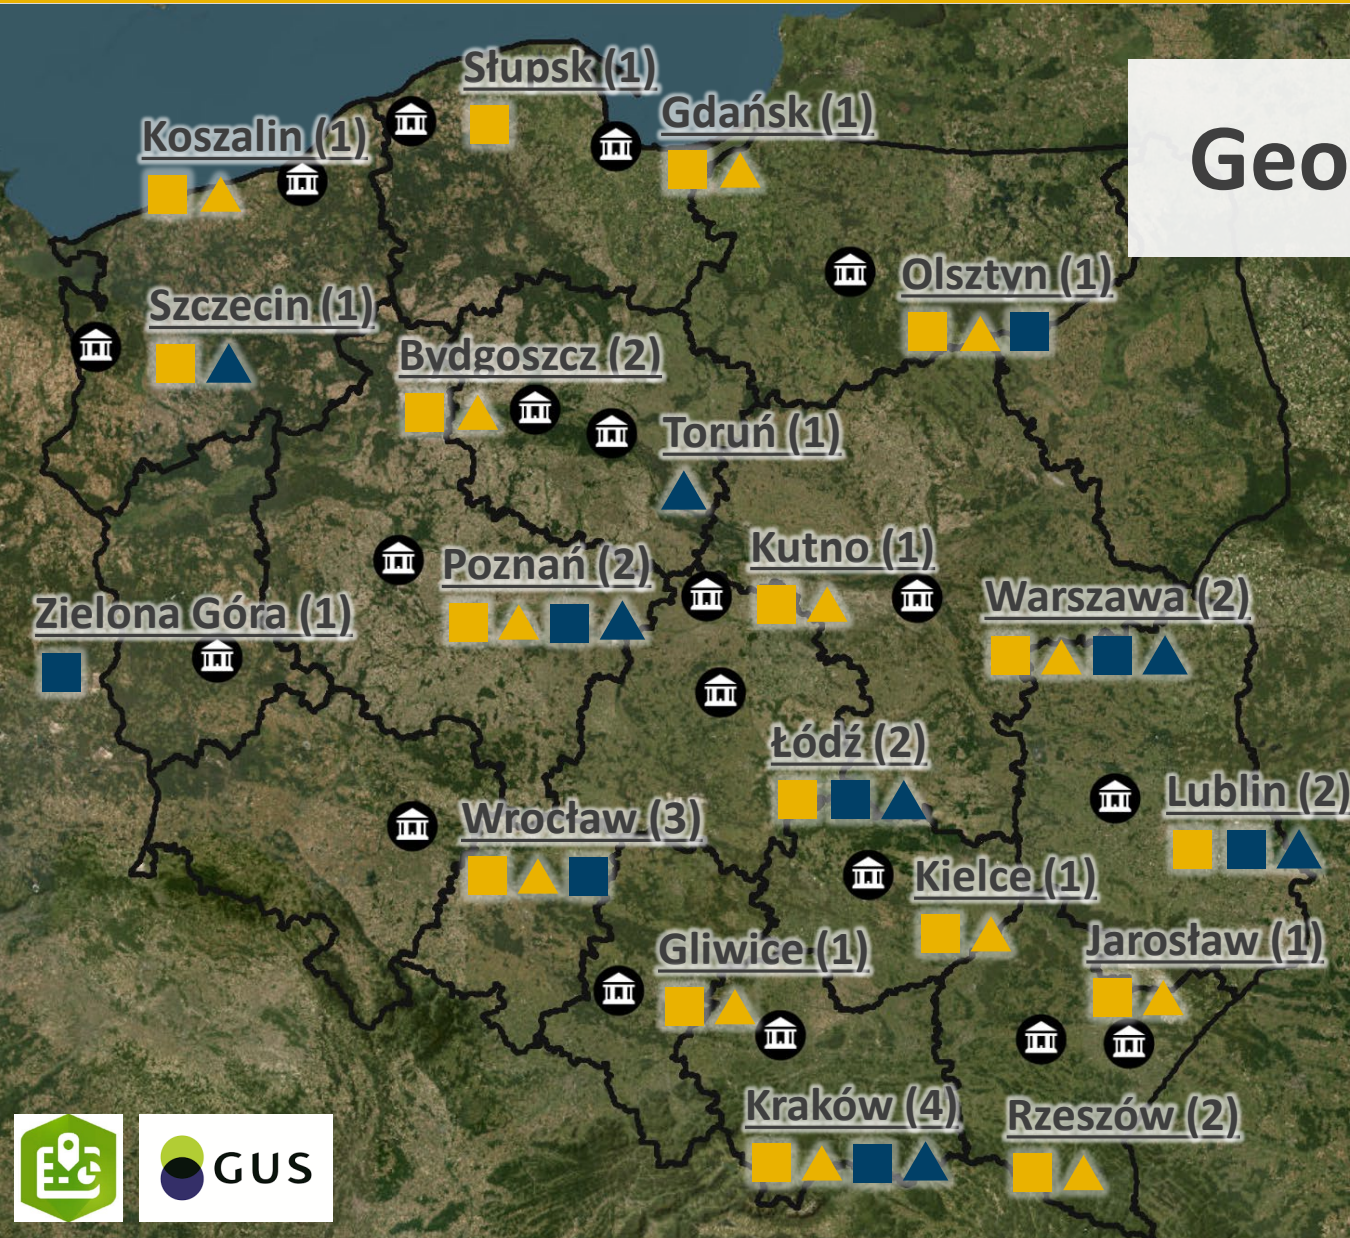 Słupsk (1)
Gdańsk (1)
Koszalin (1)
Geo
Olsztyn (1)
Szczecin (1)
Bydgoszcz (2)
Toruń (1)
Kutno (1)
Poznań (2)
Warszawa (2)
Zielona Góra (1)
Łódź (2)
Lublin (2)
Wrocław (3)
Kielce (1)
Jarosław (1)
Gliwice (1)
Kraków (4)
Rzeszów (2)
GUS